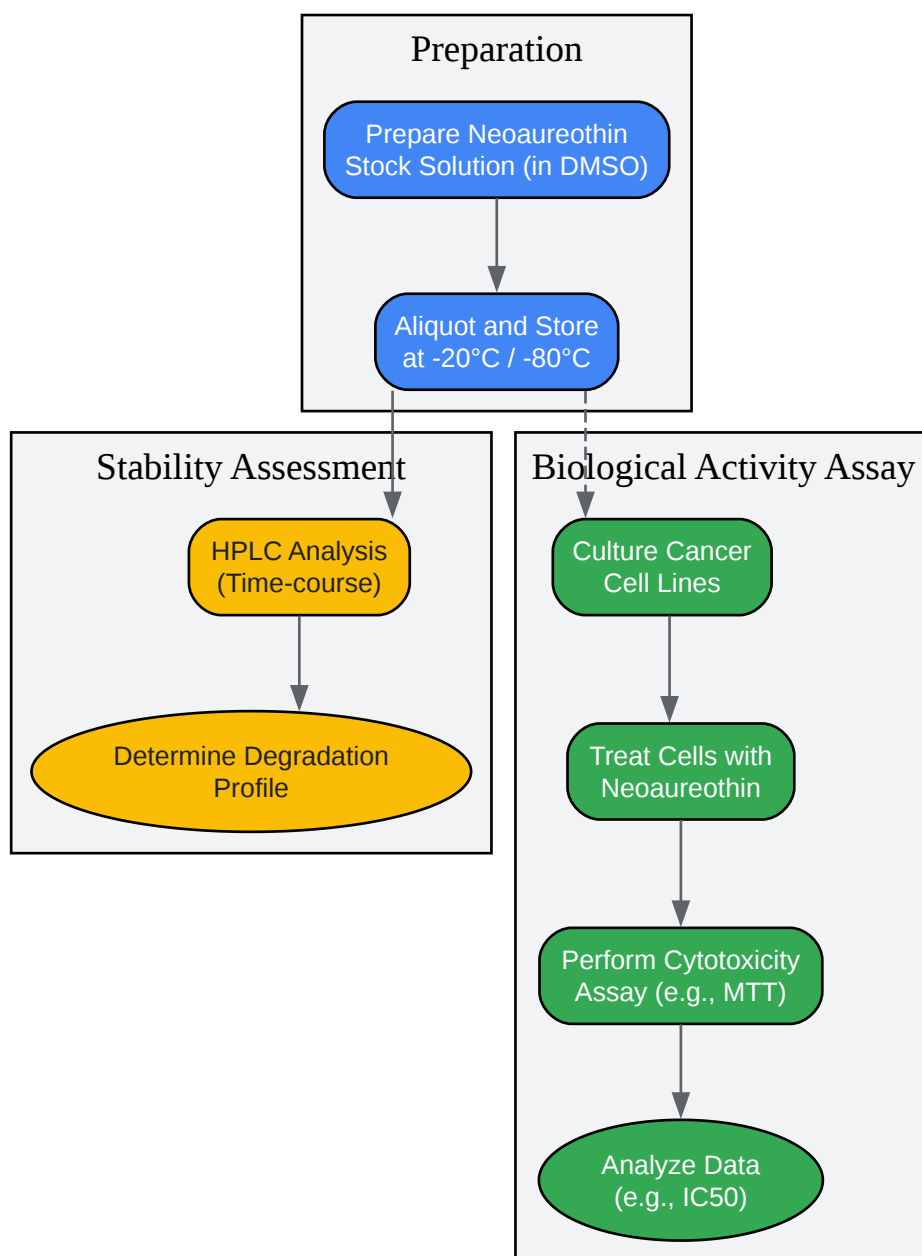 Preparation
Prepare Neoaureothin
Stock Solution (in DMSO)
Aliquot and Store
at -20°C / -80°C
Stability Assessment
HPLC Analysis
(Time-course)
Determine Degradation
Profile
Biological Activity Assay
Culture Cancer
Cell Lines
Treat Cells with
Neoaureothin
Perform Cytotoxicity
Assay (e.g., MTT)
Analyze Data
(e.g., IC50)